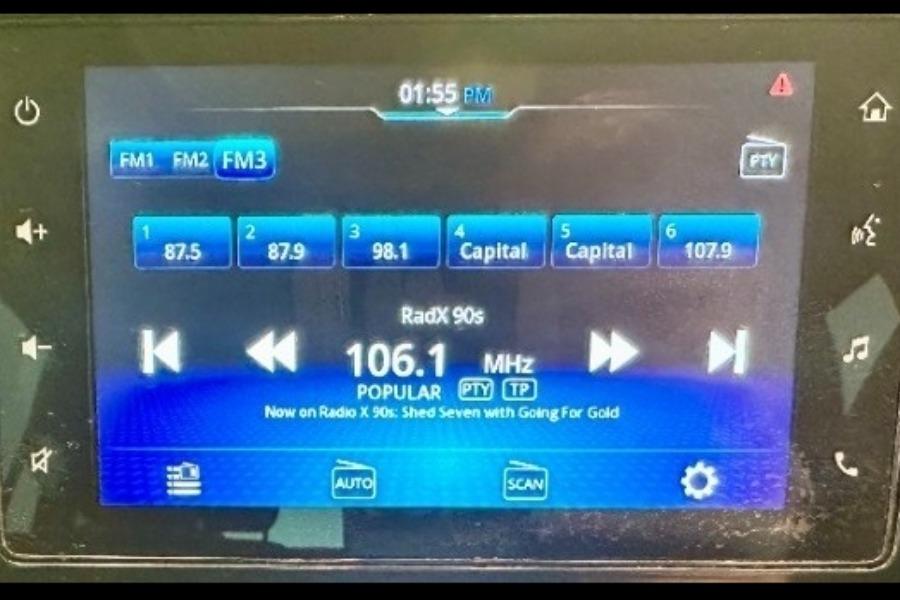 01:55 PM
FM1 FM2 FM3
PTY
1 2 3 4 5 6
87.5 87.9 98.1 Capital Capital 107.9
RadX 90s
106.1 MHz
POPULAR PTY TP
Now on Radio X 90s: Shed Seven with Going For Gold
AUTO SCAN